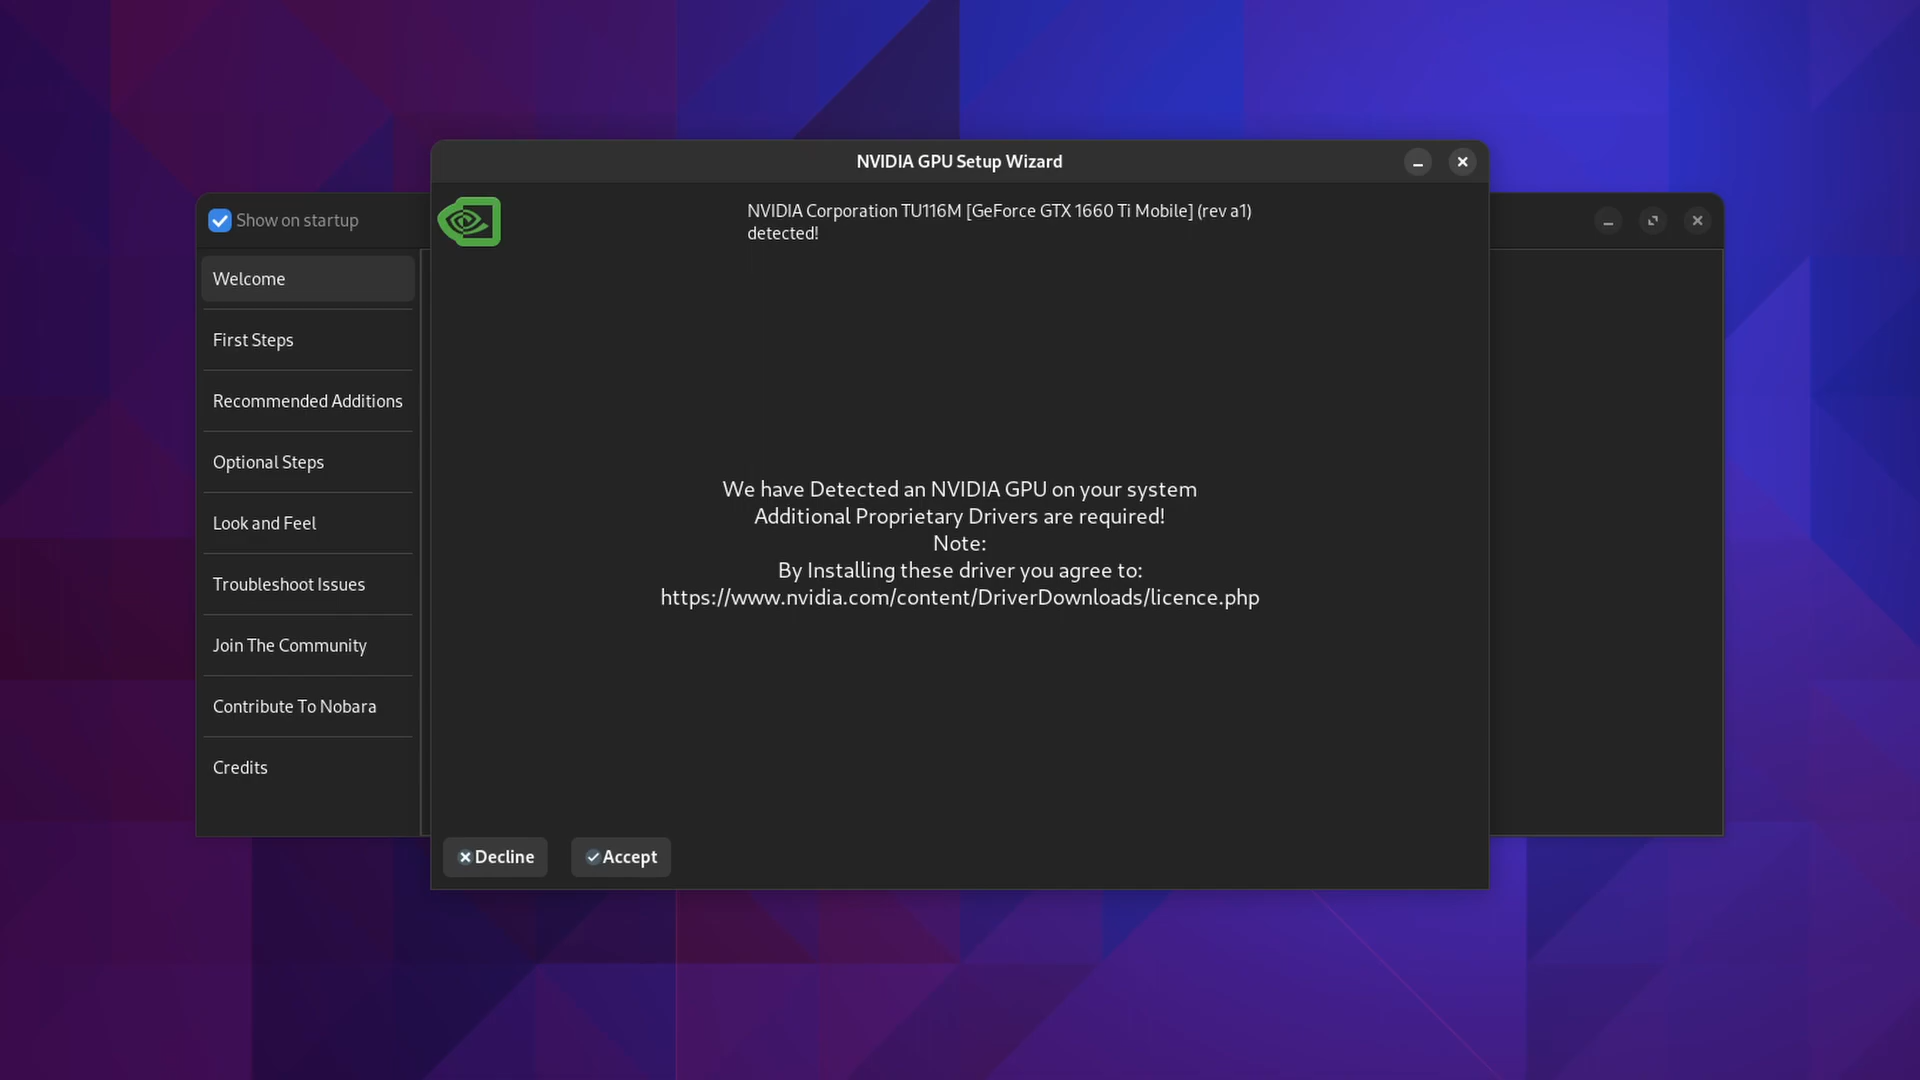 NVIDIA GPU Setup Wizard
NVIDIA Corporation TU116M [GeForce GTX 1660 Ti Mobile] (rev a1)
detected!
Show on startup
Welcome
First Steps
Recommended Additions
Optional Steps
Look and Feel
Troubleshoot Issues
Join The Community
Contribute To Nobara
Credits
We have Detected an NVIDIA GPU on your system
Additional Proprietary Drivers are required!
Note:
By Installing these driver you agree to:
https://www.nvidia.com/content/DriverDownloads/licence.php
Decline
Accept